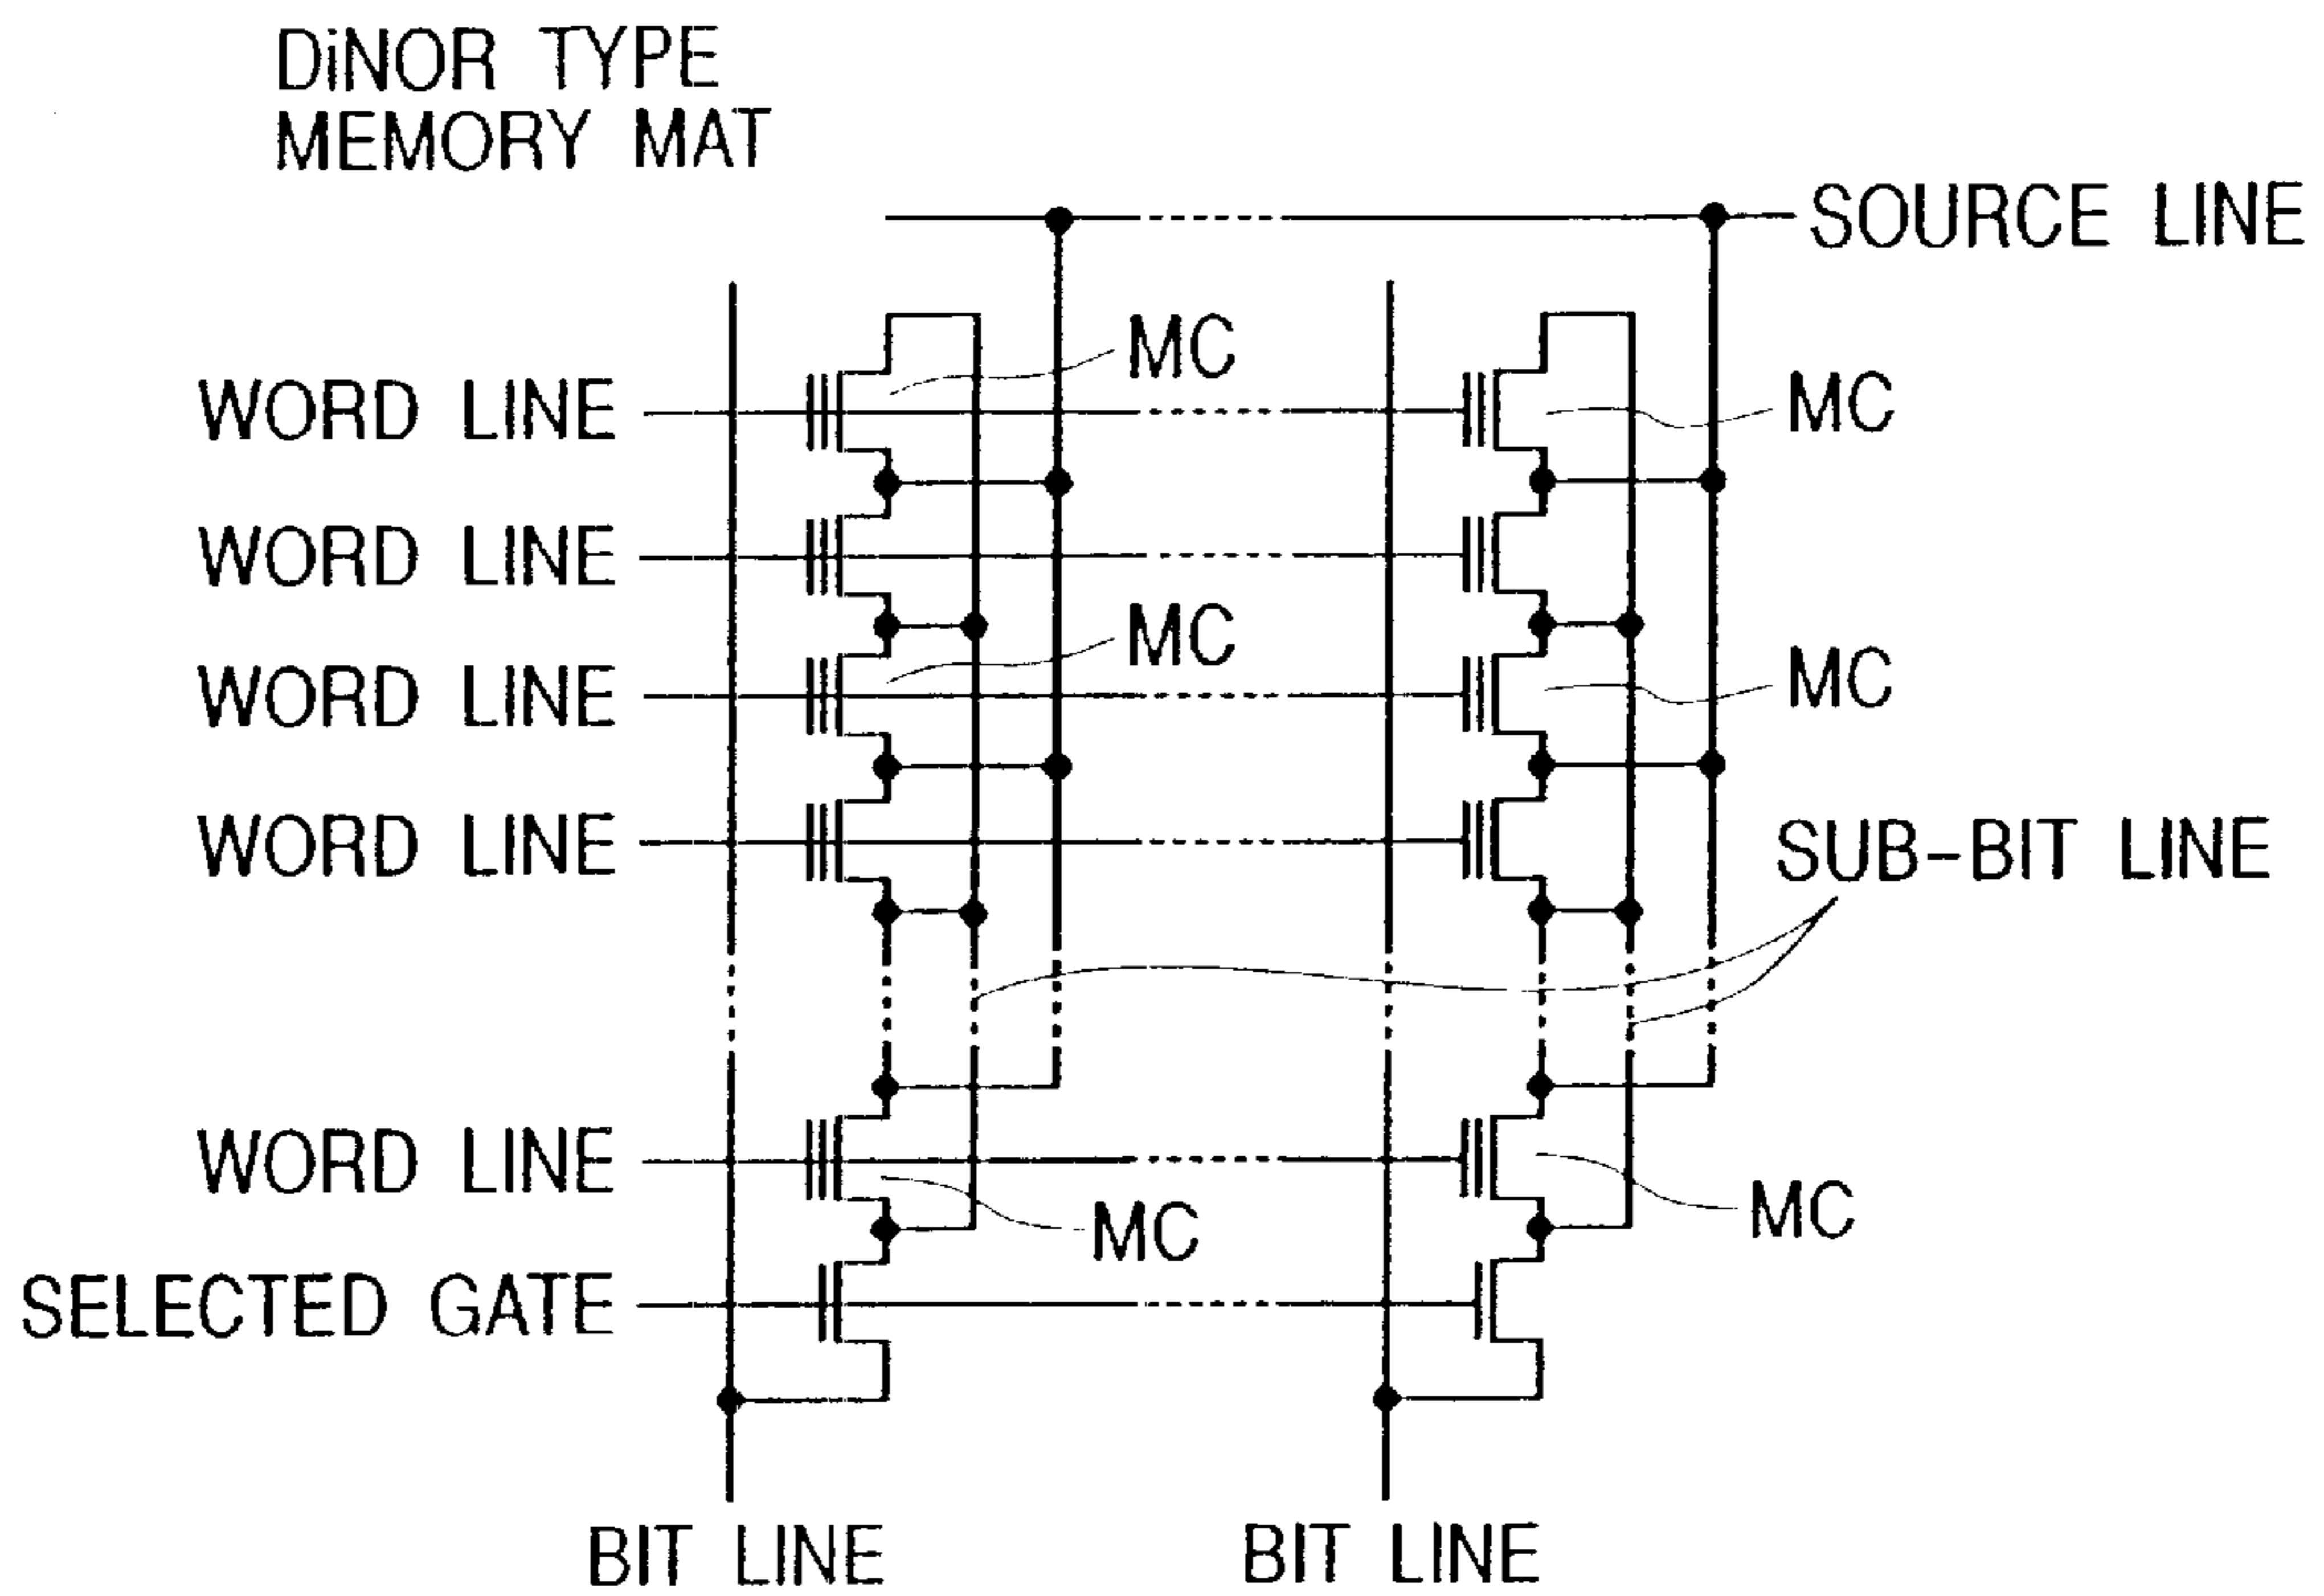 DiNOR TYPE
MEMORY MAT
SOURCE LINE
MC
WORD LINE
MC
WORD LINE
MC
WORD LINE
MC
WORD LINE
SUB-BIT LINE
WORD LINE
MC
MC
SELECTED GATE
BIT LINE
BIT LINE